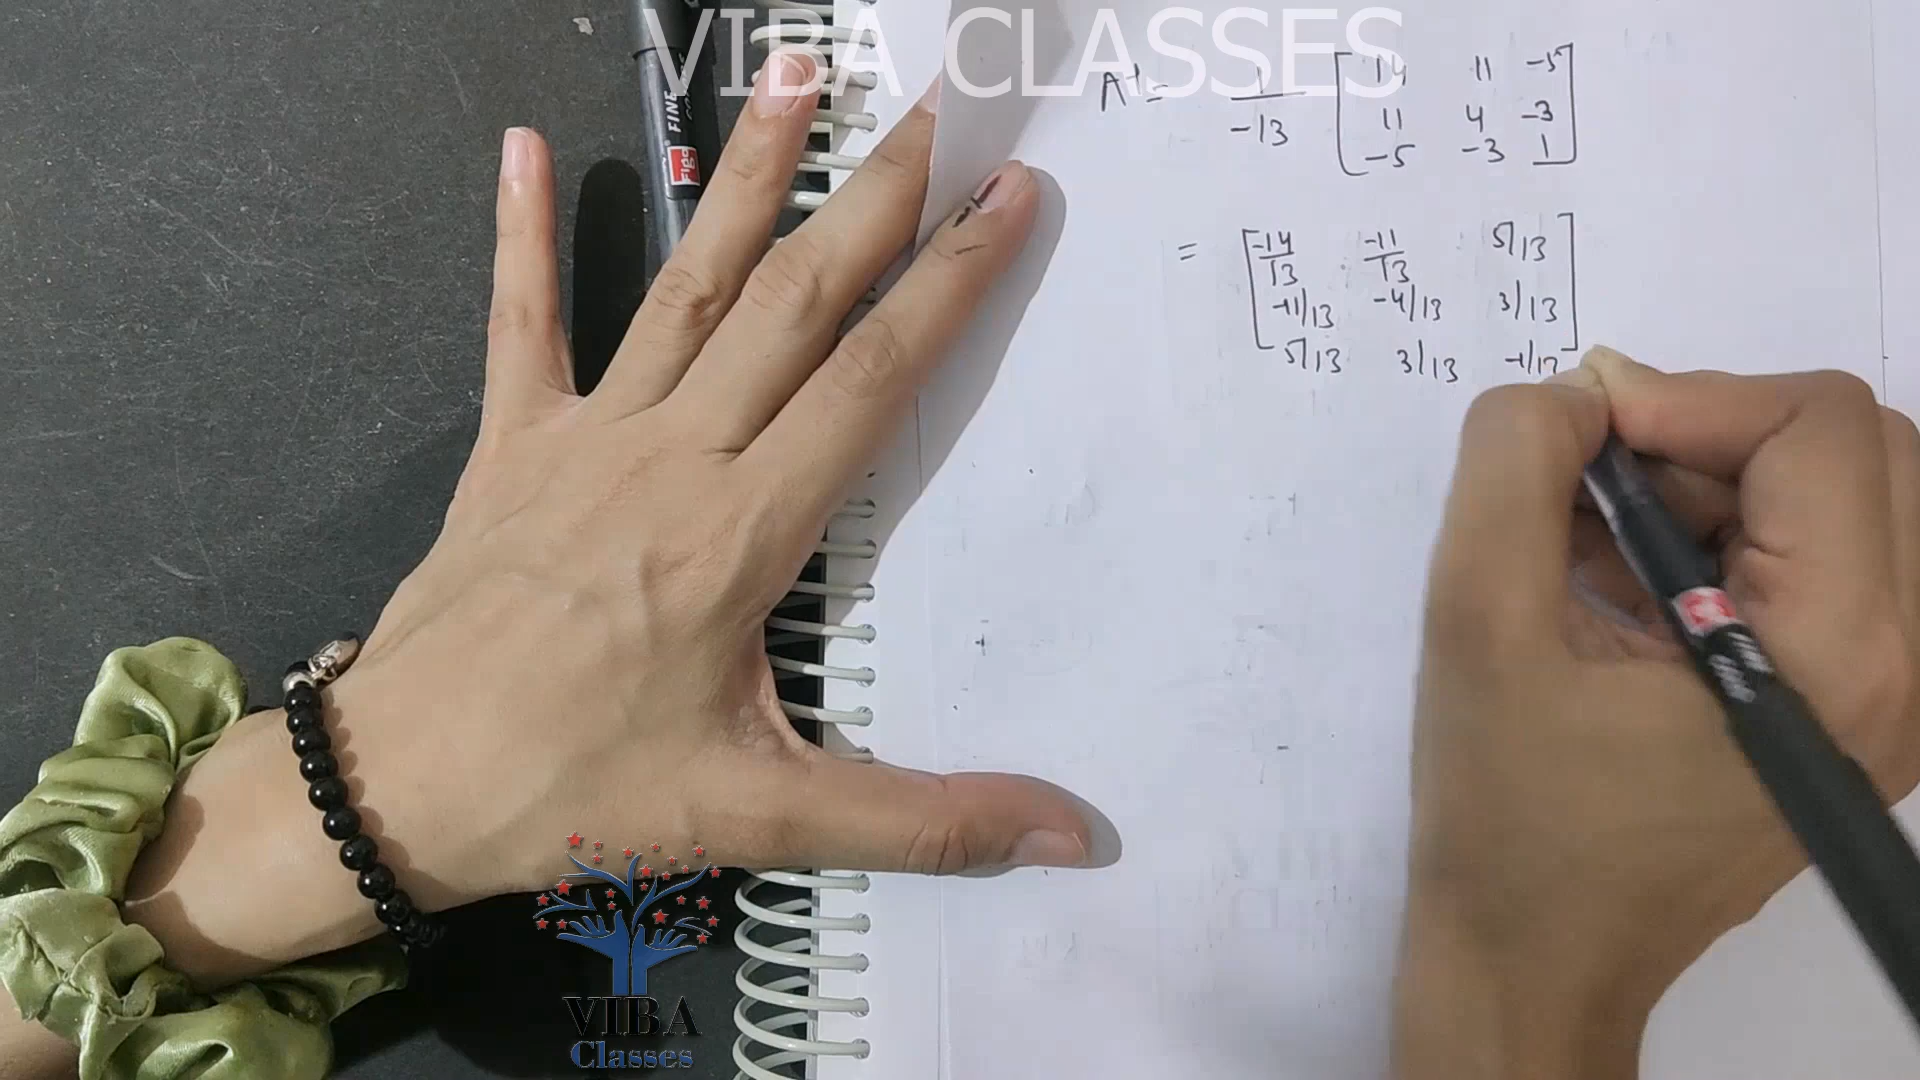 VIBA CLASSES
A⁻¹ = 1/-13 [ 14 11 -5
11 4 -3
-5 -3 1 ]
= [ -14/13 -11/13 5/13
-11/13 -4/13 3/13
5/13 3/13 -1/13 ]
VIBA
Classes